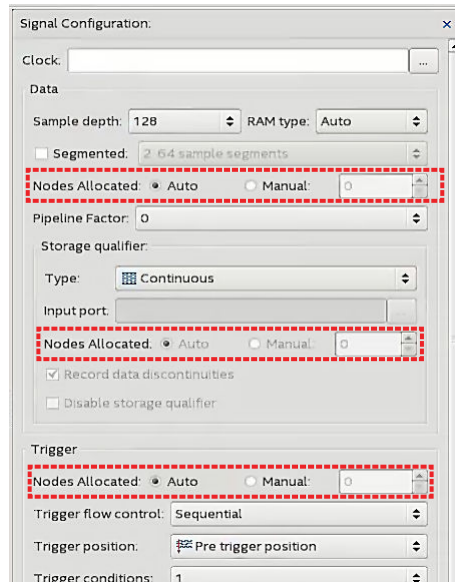 Signal Configuration:
Clock: ...
Data
Sample depth: 128 RAM type: Auto
Segmented: 2 64 sample segments
Nodes Allocated: Auto Manual: 0
Pipeline Factor: 0
Storage qualifier:
Type: Continuous
Input port: ...
Nodes Allocated: Auto Manual: 0
Record data discontinuities
Disable storage qualifier
Trigger
Nodes Allocated: Auto Manual: 0
Trigger flow control: Sequential
Trigger position: Pre trigger position
Trigger conditions: 1